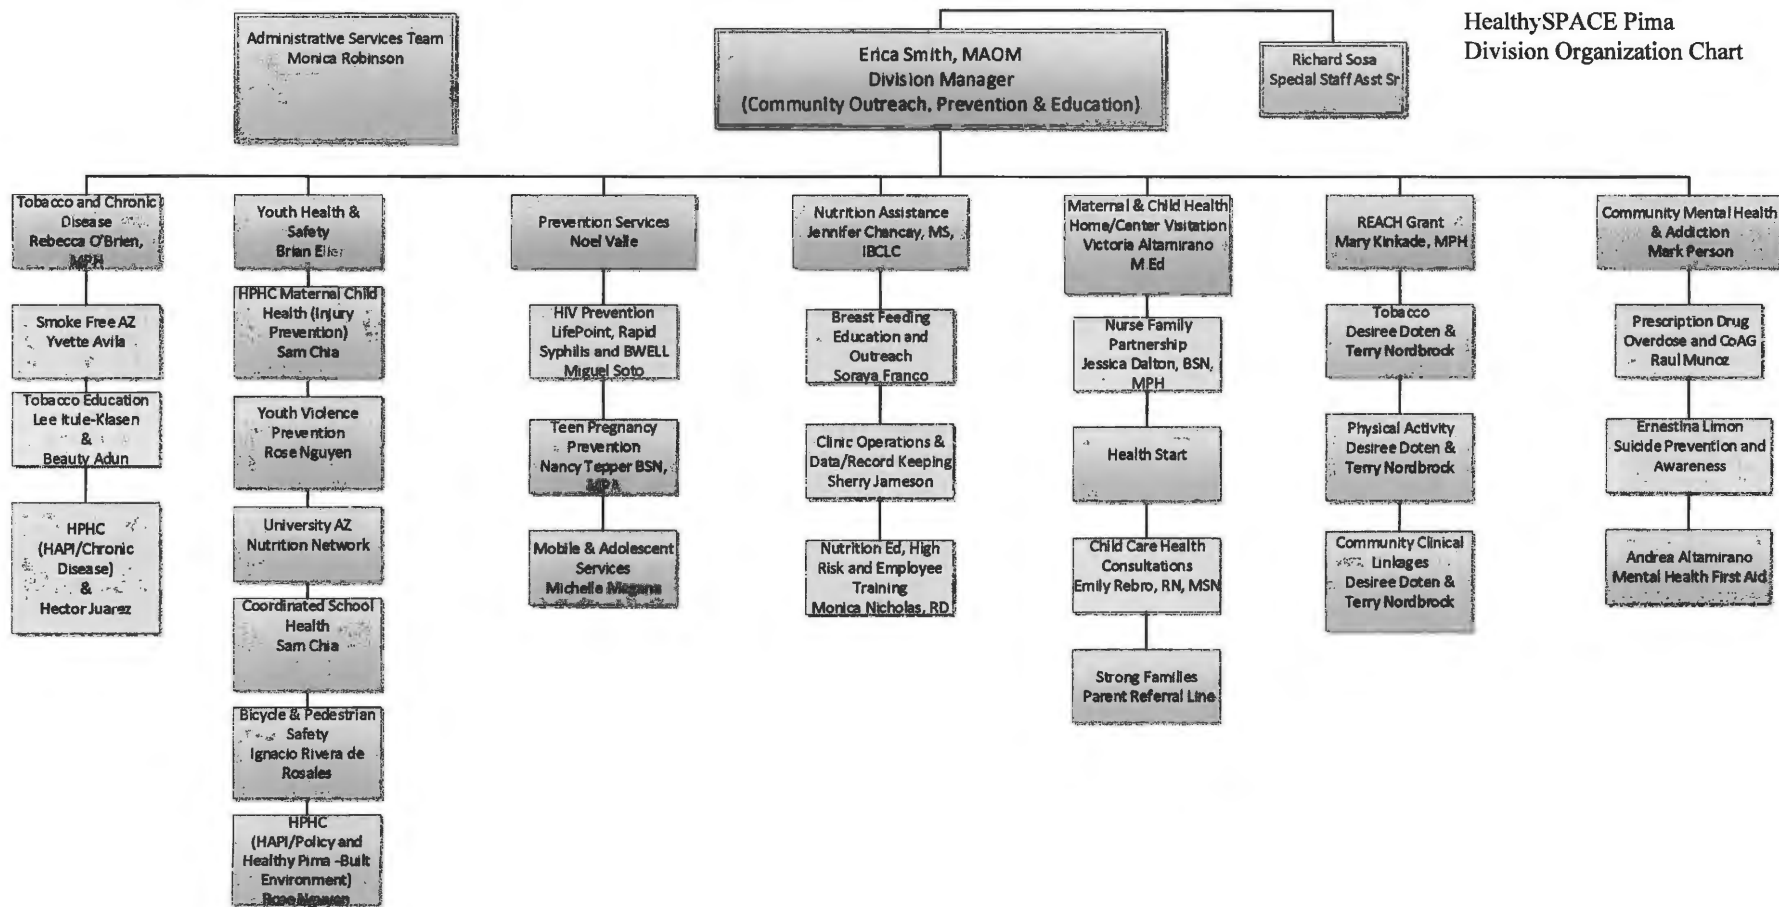 HealthySPACE Pima
Division Organization Chart
Administrative Services Team
Monica Robinson
Erica Smith, MAOM
Division Manager
(Community Outreach, Prevention & Education)
Richard Sosa
Special Staff Asst Sr
Tobacco and Chronic
Disease
Rebecca O'Brien,
MPH
Smoke Free AZ
Yvette Avila
Tobacco Education
Lee Itule-Klasen
&
Beauty Adun
HPHC
(HAPI/Chronic
Disease)
&
Hector Juarez
Youth Health &
Safety
Brian Eller
HPHC Maternal Child
Health (Injury
Prevention)
Sam Chia
Youth Violence
Prevention
Rose Nguyen
University AZ
Nutrition Network
Coordinated School
Health
Sam Chia
Bicycle & Pedestrian
Safety
Ignacio Rivera de
Rosales
HPHC
(HAPI/Policy and
Healthy Pima -Built
Environment)
Rose Nguyen
Prevention Services
Noel Valle
HIV Prevention
LifePoint, Rapid
Syphilis and BWELL
Miguel Soto
Teen Pregnancy
Prevention
Nancy Tepper BSN,
MPA
Mobile & Adolescent
Services
Michelle Magana
Nutrition Assistance
Jennifer Chancay, MS,
IBCLC
Breast Feeding
Education and
Outreach
Soraya Franco
Clinic Operations &
Data/Record Keeping
Sherry Jameson
Nutrition Ed, High
Risk and Employee
Training
Monica Nicholas, RD
Maternal & Child Health
Home/Center Visitation
Victoria Altamirano
M Ed
Nurse Family
Partnership
Jessica Dalton, BSN,
MPH
Health Start
Child Care Health
Consultations
Emily Rebro, RN, MSN
Strong Families
Parent Referral Line
REACH Grant
Mary Kinkade, MPH
Tobacco
Desiree Doten &
Terry Nordbrock
Physical Activity
Desiree Doten &
Terry Nordbrock
Community Clinical
Linkages
Desiree Doten &
Terry Nordbrock
Community Mental Health
& Addiction
Mark Person
Prescription Drug
Overdose and CoAG
Raul Munoz
Ernestina Limon
Suicide Prevention and
Awareness
Andrea Altamirano
Mental Health First Aid